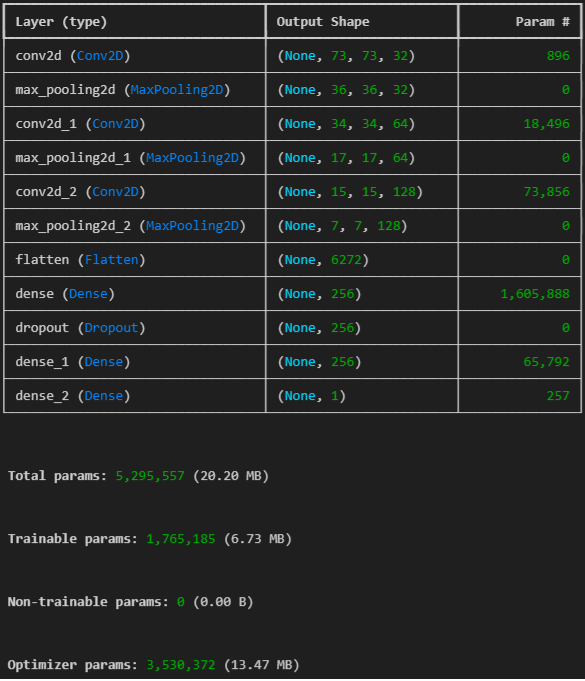 Layer (type) Output Shape Param #
conv2d (Conv2D) (None, 73, 73, 32) 896
max_pooling2d (MaxPooling2D) (None, 36, 36, 32) 0
conv2d_1 (Conv2D) (None, 34, 34, 64) 18,496
max_pooling2d_1 (MaxPooling2D) (None, 17, 17, 64) 0
conv2d_2 (Conv2D) (None, 15, 15, 128) 73,856
max_pooling2d_2 (MaxPooling2D) (None, 7, 7, 128) 0
flatten (Flatten) (None, 6272) 0
dense (Dense) (None, 256) 1,605,888
dropout (Dropout) (None, 256) 0
dense_1 (Dense) (None, 256) 65,792
dense_2 (Dense) (None, 1) 257
Total params: 5,295,557 (20.20 MB)
Trainable params: 1,765,185 (6.73 MB)
Non-trainable params: 0 (0.00 B)
Optimizer params: 3,530,372 (13.47 MB)